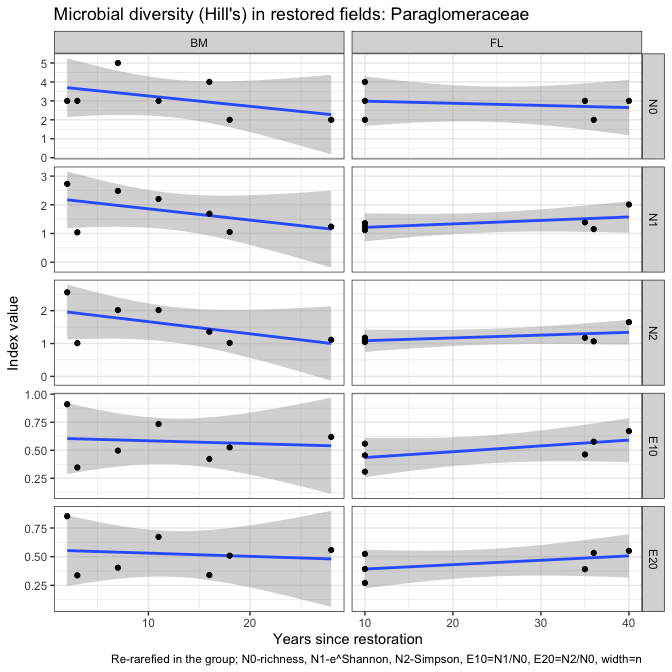 Microbial diversity (Hill's) in restored fields: Paraglomeraceae
BM
FL
5
4
3
2
1
0
N0
3
2
1
0
N1
2
1
0
N2
1.00
0.75
0.50
0.25
E10
0.75
0.50
0.25
E20
Index value
10
20
10
20
30
40
Years since restoration
Re-rarefied in the group; N0-richness, N1-e^Shannon, N2-Simpson, E10=N1/N0, E20=N2/N0, width=n